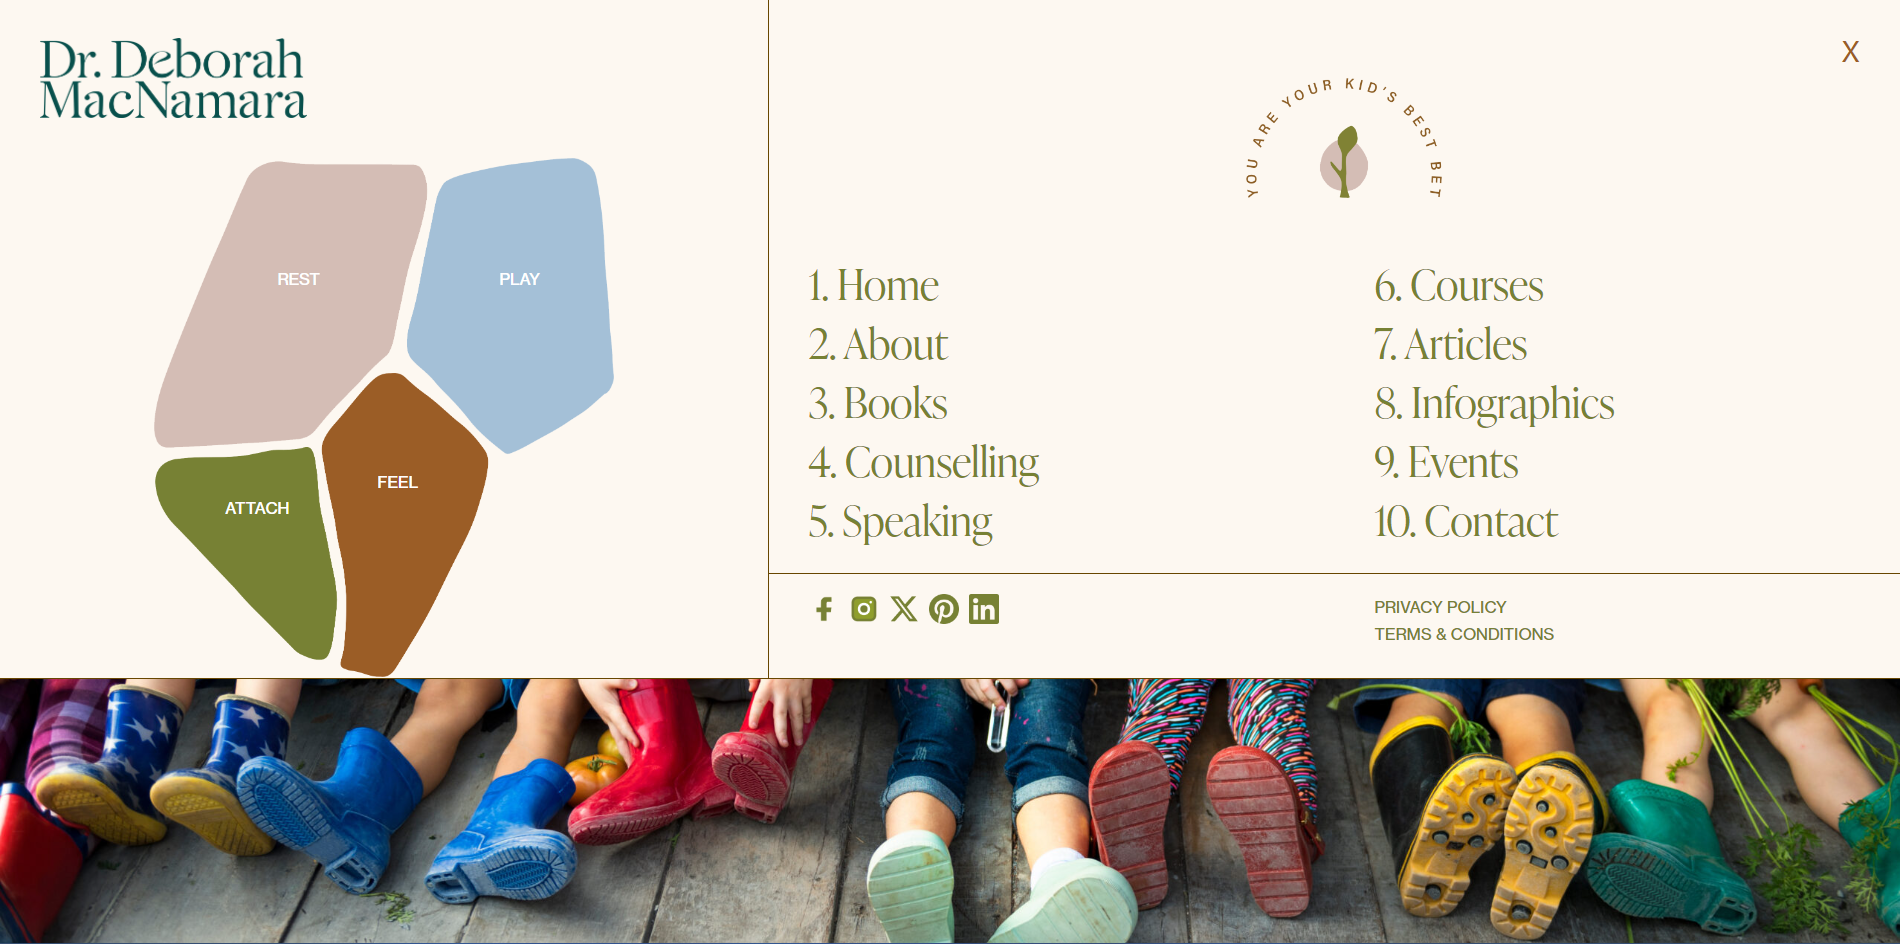 Dr. Deborah
MacNamara
REST
PLAY
FEEL
ATTACH
X
YOU ARE YOUR KID'S BEST BET
1. Home
2. About
3. Books
4. Counselling
5. Speaking
6. Courses
7. Articles
8. Infographics
9. Events
10. Contact
PRIVACY POLICY
TERMS & CONDITIONS